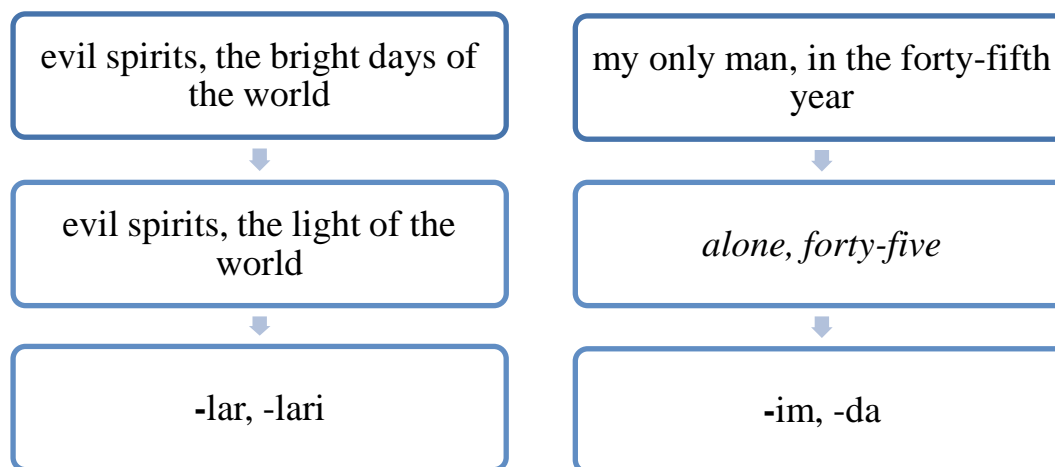 evil spirits, the bright days of
the world
evil spirits, the light of the
world
-lar, -lari
my only man, in the forty-fifth
year
alone, forty-five
-im, -da